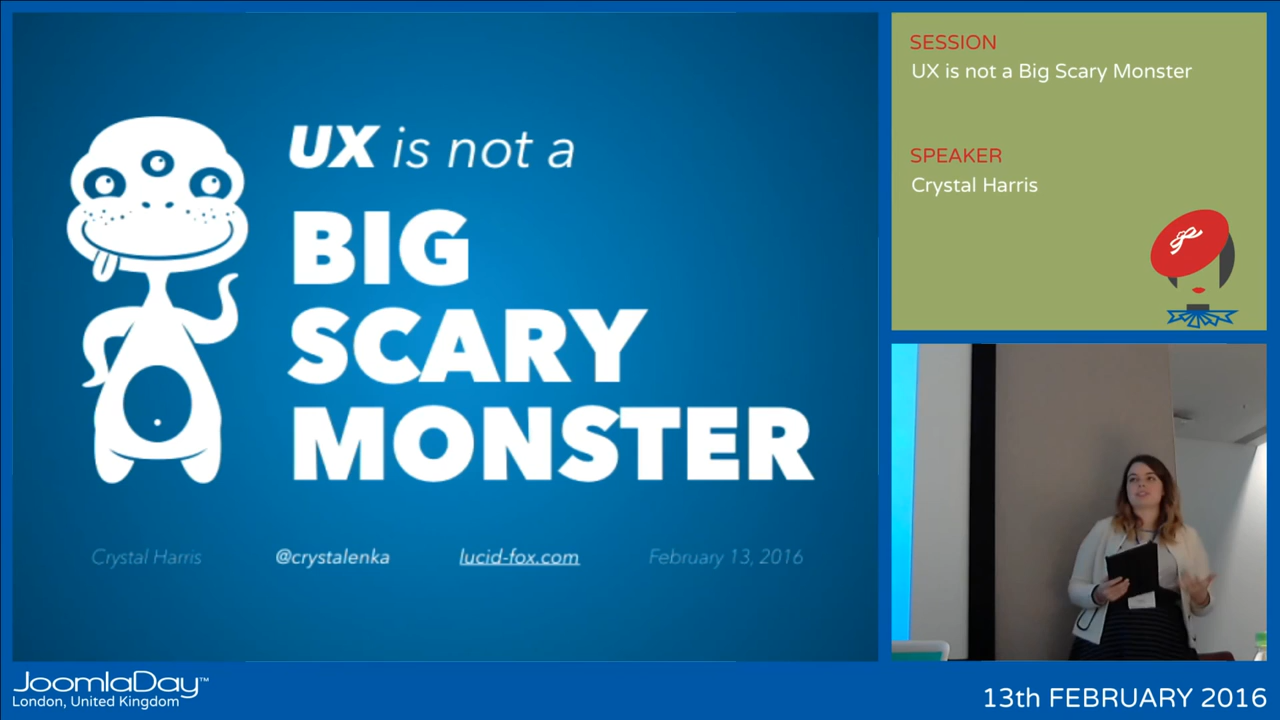 UX is not a
BIG
SCARY
MONSTER
Crystal Harris @crystalenka lucid-fox.com February 13, 2016
SESSION
UX is not a Big Scary Monster
SPEAKER
Crystal Harris
JoomlaDay™
London, United Kingdom
13th FEBRUARY 2016